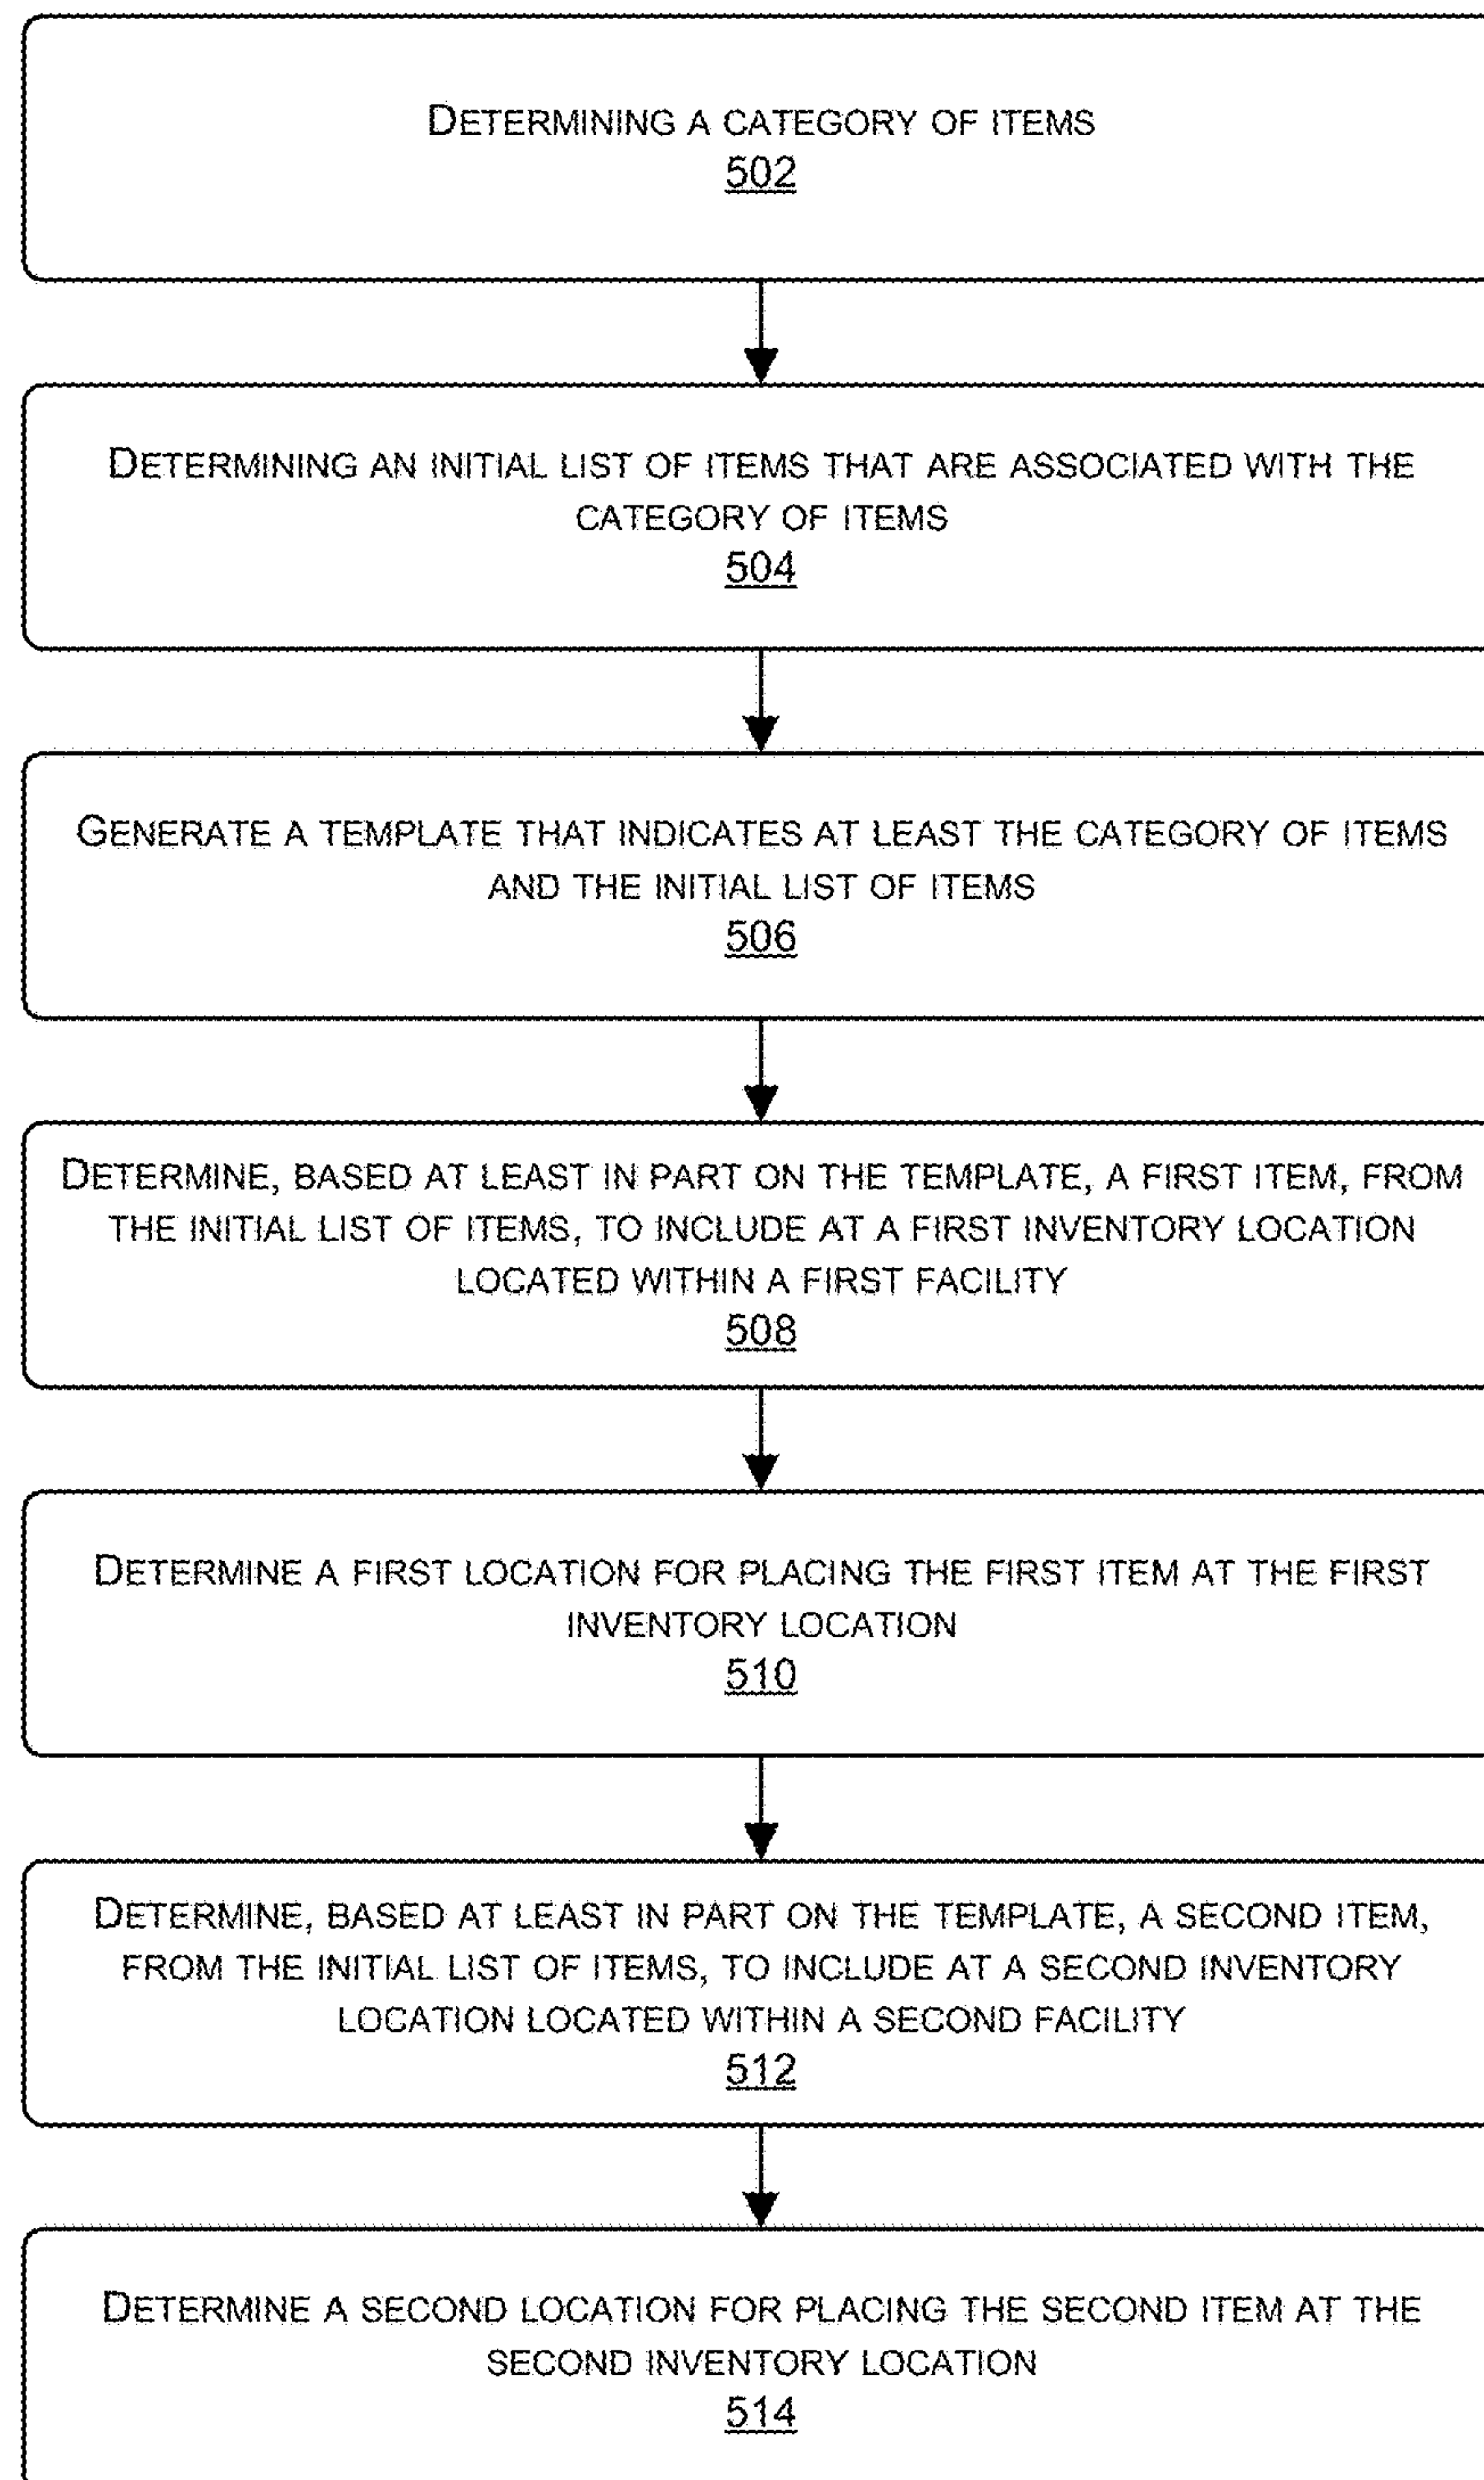 DETERMINING A CATEGORY OF ITEMS
502
DETERMINING AN INITIAL LIST OF ITEMS THAT ARE ASSOCIATED WITH THE
CATEGORY OF ITEMS
504
GENERATE A TEMPLATE THAT INDICATES AT LEAST THE CATEGORY OF ITEMS
AND THE INITIAL LIST OF ITEMS
506
DETERMINE, BASED AT LEAST IN PART ON THE TEMPLATE, A FIRST ITEM, FROM
THE INITIAL LIST OF ITEMS, TO INCLUDE AT A FIRST INVENTORY LOCATION
LOCATED WITHIN A FIRST FACILITY
508
DETERMINE A FIRST LOCATION FOR PLACING THE FIRST ITEM AT THE FIRST
INVENTORY LOCATION
510
DETERMINE, BASED AT LEAST IN PART ON THE TEMPLATE, A SECOND ITEM,
FROM THE INITIAL LIST OF ITEMS, TO INCLUDE AT A SECOND INVENTORY
LOCATION LOCATED WITHIN A SECOND FACILITY
512
DETERMINE A SECOND LOCATION FOR PLACING THE SECOND ITEM AT THE
SECOND INVENTORY LOCATION
514